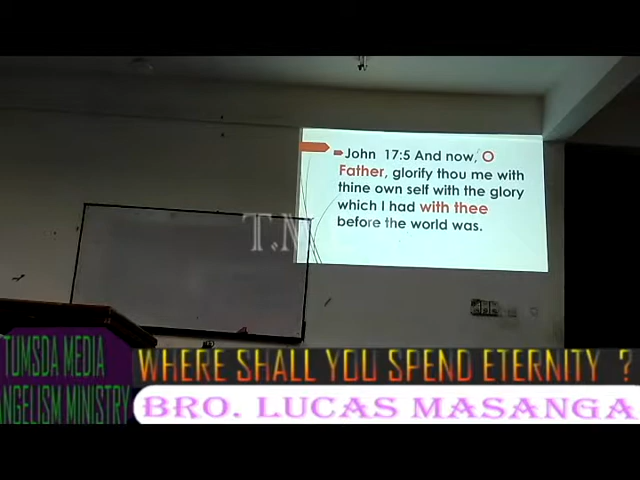 John 17:5 And now, O
Father, glorify thou me with
thine own self with the glory
which I had with thee
before the world was.
T.M
TUMSDA MEDIA
ANGELISM MINISTRY
WHERE SHALL YOU SPEND ETERNITY ?
BRO. LUCAS MASANGA